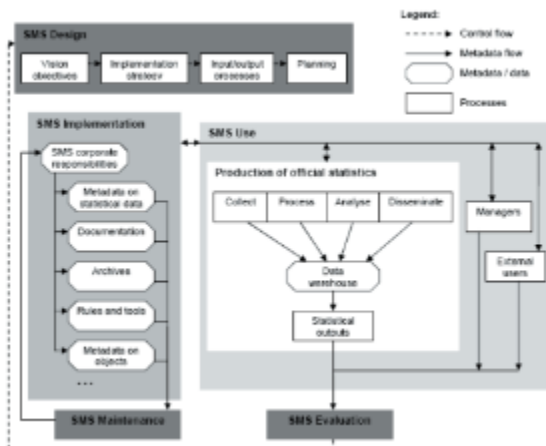 Legend:
Control flow
Metadata flow
Metadata / data
Processes
SMS Design
Vision
objectives
Implementation
strategy
Input/output
processes
Planning
SMS Implementation
SMS corporate
responsibilities
Metadata on
statistical data
Documentation
Archives
Rules and tools
Metadata on
objects
...
SMS Use
Production of official statistics
Collect
Process
Analyse
Disseminate
Data
warehouse
Statistical
outputs
Managers
External
users
SMS Maintenance
SMS Evaluation